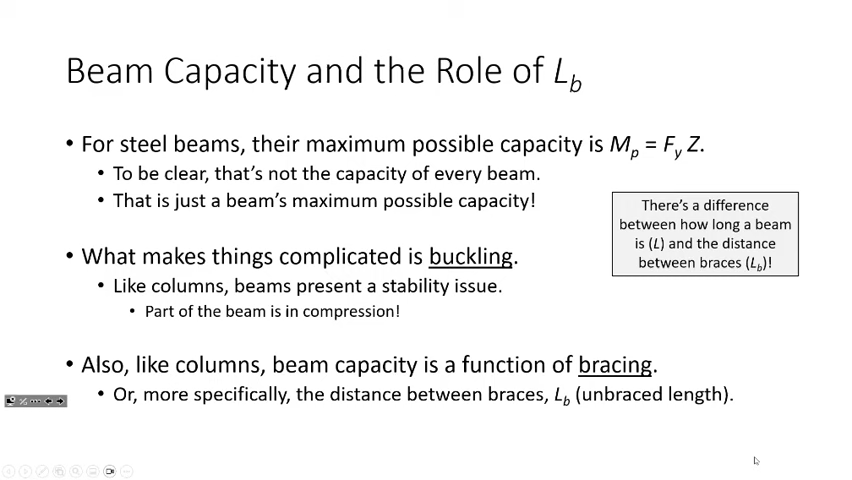 Beam Capacity and the Role of Lb
• For steel beams, their maximum possible capacity is Mp = Fy Z.
• To be clear, that's not the capacity of every beam.
• That is just a beam's maximum possible capacity!
There's a difference
between how long a beam
is (L) and the distance
between braces (Lb)!
• What makes things complicated is buckling.
• Like columns, beams present a stability issue.
• Part of the beam is in compression!
• Also, like columns, beam capacity is a function of bracing.
• Or, more specifically, the distance between braces, Lb (unbraced length).